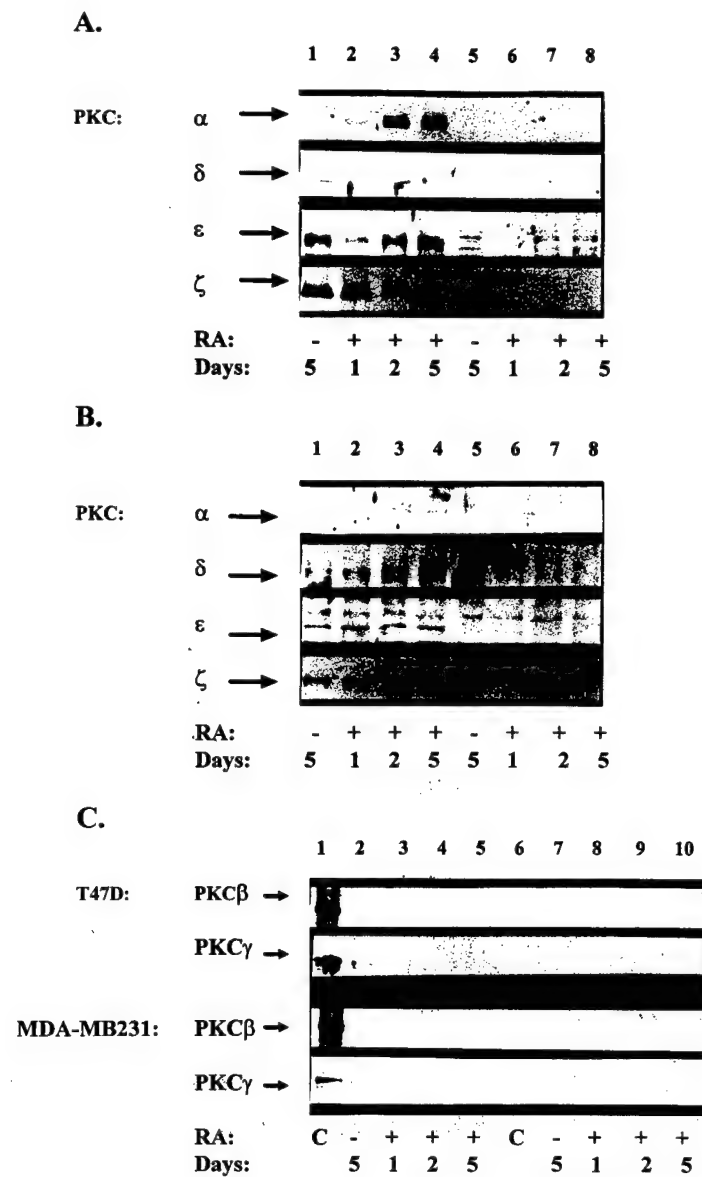 A.
1 2 3 4 5 6 7 8
PKC: α
δ
ε
ζ
RA: - + + + - + + +
Days: 5 1 2 5 5 1 2 5
B.
1 2 3 4 5 6 7 8
PKC: α
δ
ε
ζ
RA: - + + + - + + +
Days: 5 1 2 5 5 1 2 5
C.
1 2 3 4 5 6 7 8 9 10
T47D: PKCβ
PKCγ
MDA-MB231: PKCβ
PKCγ
RA: C - + + + C - + + +
Days: 5 1 2 5 5 1 2 5